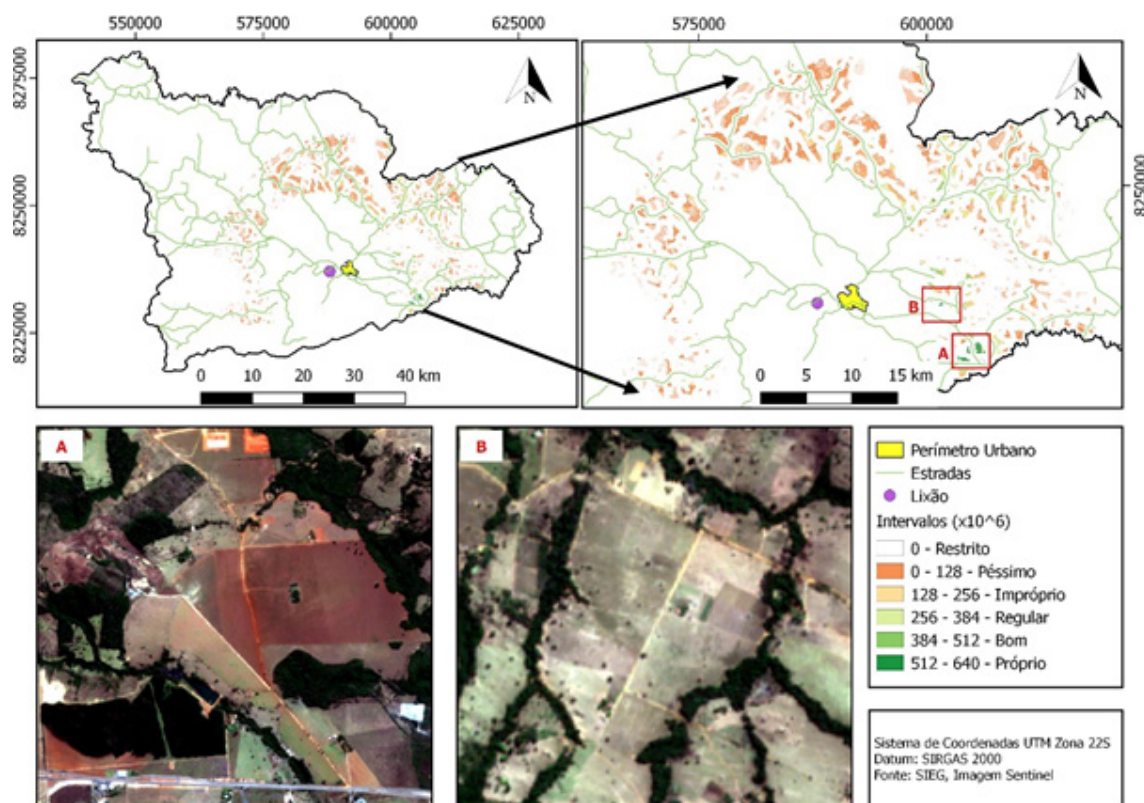 550000 575000 600000 625000
575000 600000
8275000
8250000
8225000
8250000
N
N
B
A
0 10 20 30 40 km
0 5 10 15 km
A
B
Perímetro Urbano
Estradas
Lixão
Intervalos (x10^6)
0 - Restrito
0 - 128 - Péssimo
128 - 256 - Impróprio
256 - 384 - Regular
384 - 512 - Bom
512 - 640 - Próprio
Sistema de Coordenadas UTM Zona 22S
Datum: SIRGAS 2000
Fonte: SIEG, Imagem Sentinel